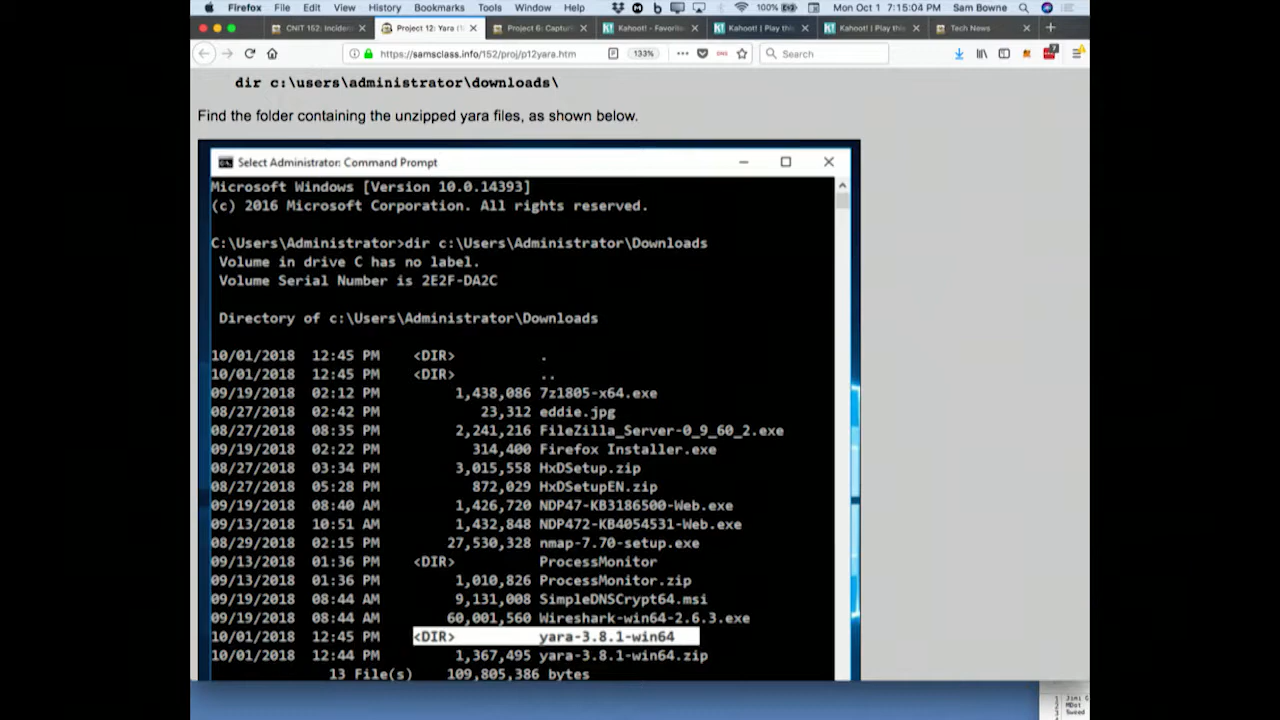 Firefox File Edit View History Bookmarks Tools Window Help 100% Mon Oct 1 7:15:04 PM Sam Bowne
CNIT 152: Inciden Project 12: Yara ( Project 6: Captur Kahoot! - Favorite Kahoot! | Play thi Kahoot! | Play this Tech News
https://samsclass.info/152/proj/p12yara.htm 133% Search
dir c:\users\administrator\downloads\
Find the folder containing the unzipped yara files, as shown below.
Select Administrator: Command Prompt
Microsoft Windows [Version 10.0.14393]
(c) 2016 Microsoft Corporation. All rights reserved.
C:\Users\Administrator>dir c:\Users\Administrator\Downloads
Volume in drive C has no label.
Volume Serial Number is 2E2F-DA2C
Directory of c:\Users\Administrator\Downloads
10/01/2018 12:45 PM <DIR> .
10/01/2018 12:45 PM <DIR> ..
09/19/2018 02:12 PM 1,438,086 7z1805-x64.exe
08/27/2018 02:42 PM 23,312 eddie.jpg
08/27/2018 08:35 PM 2,241,216 FileZilla_Server-0_9_60_2.exe
09/19/2018 02:22 PM 314,400 Firefox Installer.exe
08/27/2018 03:34 PM 3,015,558 HxDSetup.zip
08/27/2018 05:28 PM 872,029 HxDSetupEN.zip
09/19/2018 08:40 AM 1,426,720 NDP47-KB3186500-Web.exe
09/13/2018 10:51 AM 1,432,848 NDP472-KB4054531-Web.exe
08/29/2018 02:15 PM 27,530,328 nmap-7.70-setup.exe
09/13/2018 01:36 PM <DIR> ProcessMonitor
09/13/2018 01:36 PM 1,010,826 ProcessMonitor.zip
09/19/2018 08:44 AM 9,131,008 SimpleDNSCrypt64.msi
09/19/2018 08:44 AM 60,001,560 Wireshark-win64-2.6.3.exe
10/01/2018 12:45 PM <DIR> yara-3.8.1-win64
10/01/2018 12:44 PM 1,367,495 yara-3.8.1-win64.zip
13 File(s) 109,805,386 bytes